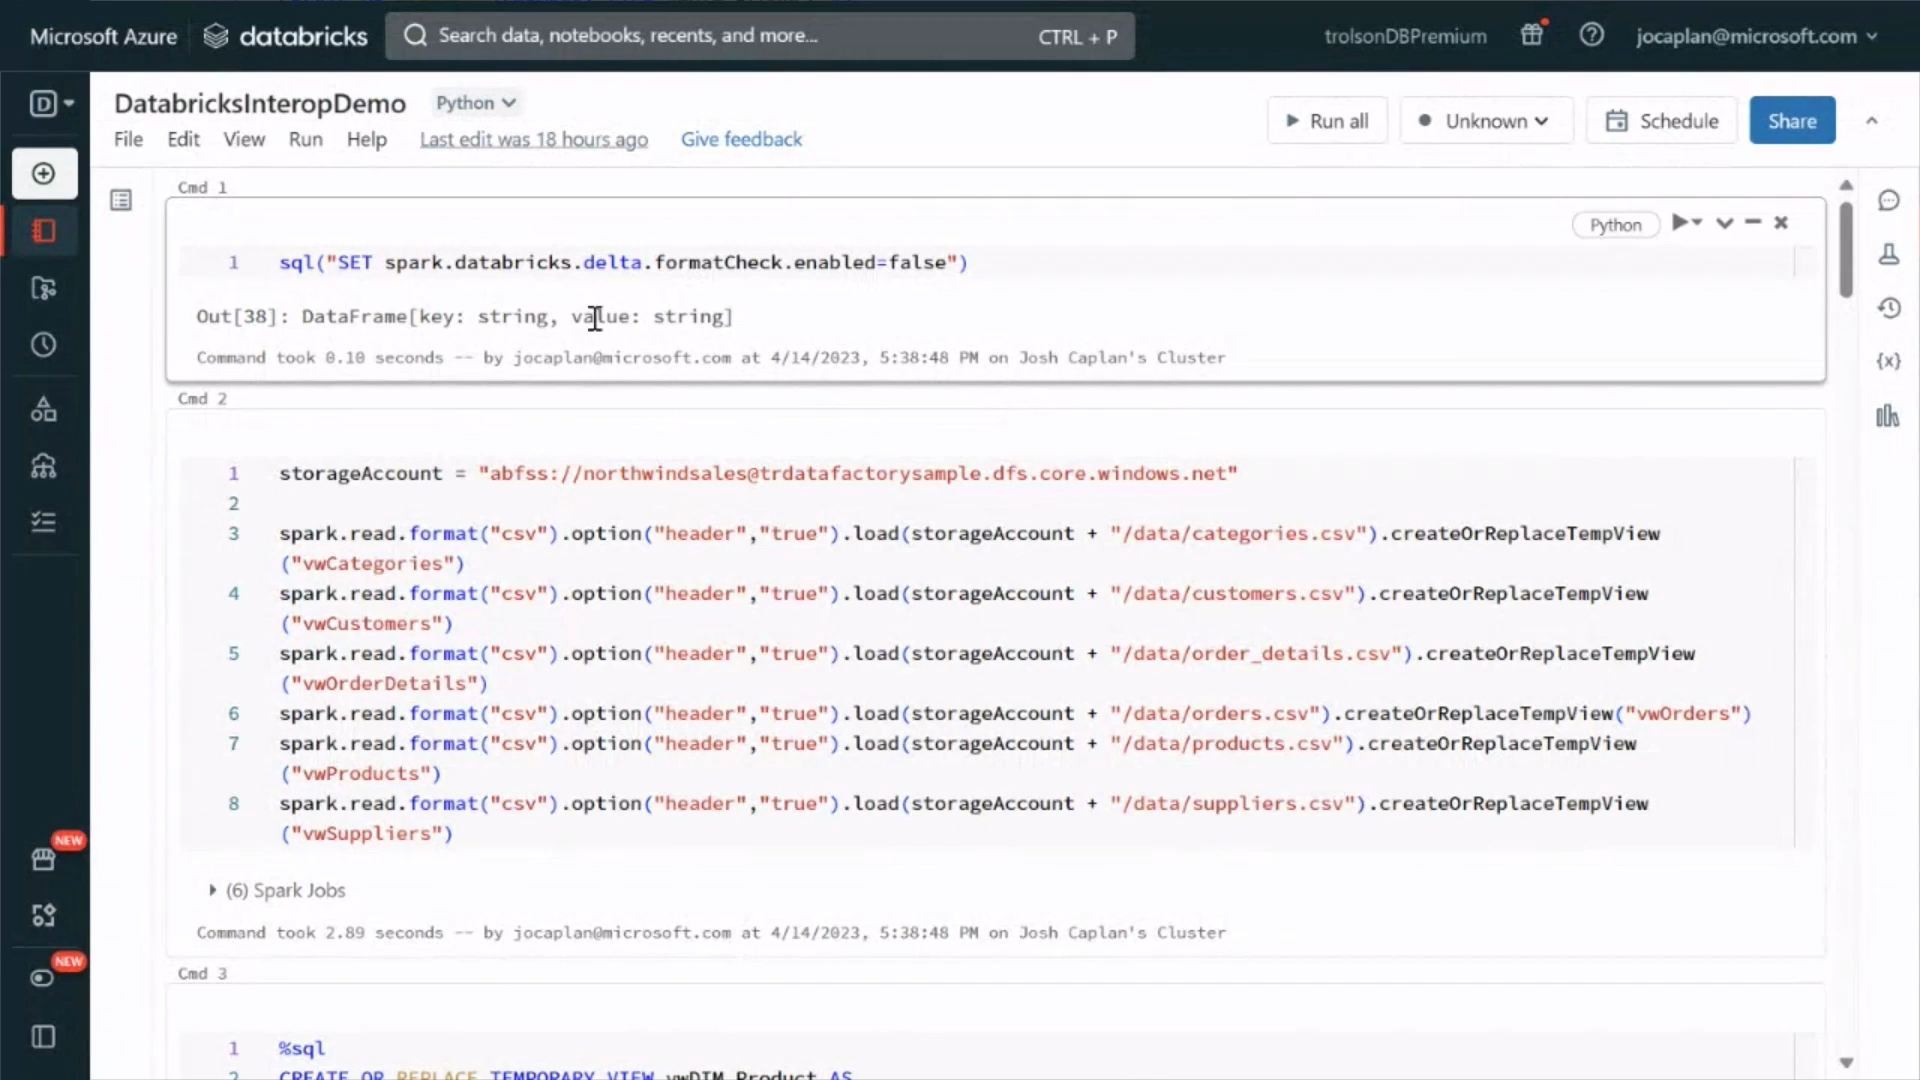 Microsoft Azure databricks Search data, notebooks, recents, and more... CTRL + P trolsonDBPremium jocaplan@microsoft.com
D DatabricksInteropDemo Python
File Edit View Run Help Last edit was 18 hours ago Give feedback Run all Unknown Schedule Share
Cmd 1
Python
1 sql("SET spark.databricks.delta.formatCheck.enabled=false")
Out[38]: DataFrame[key: string, value: string]
Command took 0.10 seconds -- by jocaplan@microsoft.com at 4/14/2023, 5:38:48 PM on Josh Caplan's Cluster
Cmd 2
1 storageAccount = "abfss://northwindsales@trdatafactorysample.dfs.core.windows.net"
2
3 spark.read.format("csv").option("header","true").load(storageAccount + "/data/categories.csv").createOrReplaceTempView
("vwCategories")
4 spark.read.format("csv").option("header","true").load(storageAccount + "/data/customers.csv").createOrReplaceTempView
("vwCustomers")
5 spark.read.format("csv").option("header","true").load(storageAccount + "/data/order_details.csv").createOrReplaceTempView
("vwOrderDetails")
6 spark.read.format("csv").option("header","true").load(storageAccount + "/data/orders.csv").createOrReplaceTempView("vwOrders")
7 spark.read.format("csv").option("header","true").load(storageAccount + "/data/products.csv").createOrReplaceTempView
("vwProducts")
8 spark.read.format("csv").option("header","true").load(storageAccount + "/data/suppliers.csv").createOrReplaceTempView
("vwSuppliers")
NEW
(6) Spark Jobs
Command took 2.89 seconds -- by jocaplan@microsoft.com at 4/14/2023, 5:38:48 PM on Josh Caplan's Cluster
NEW
Cmd 3
1 %sql
2 CREATE OR REPLACE TEMPORARY VIEW vwDIM_Product AS